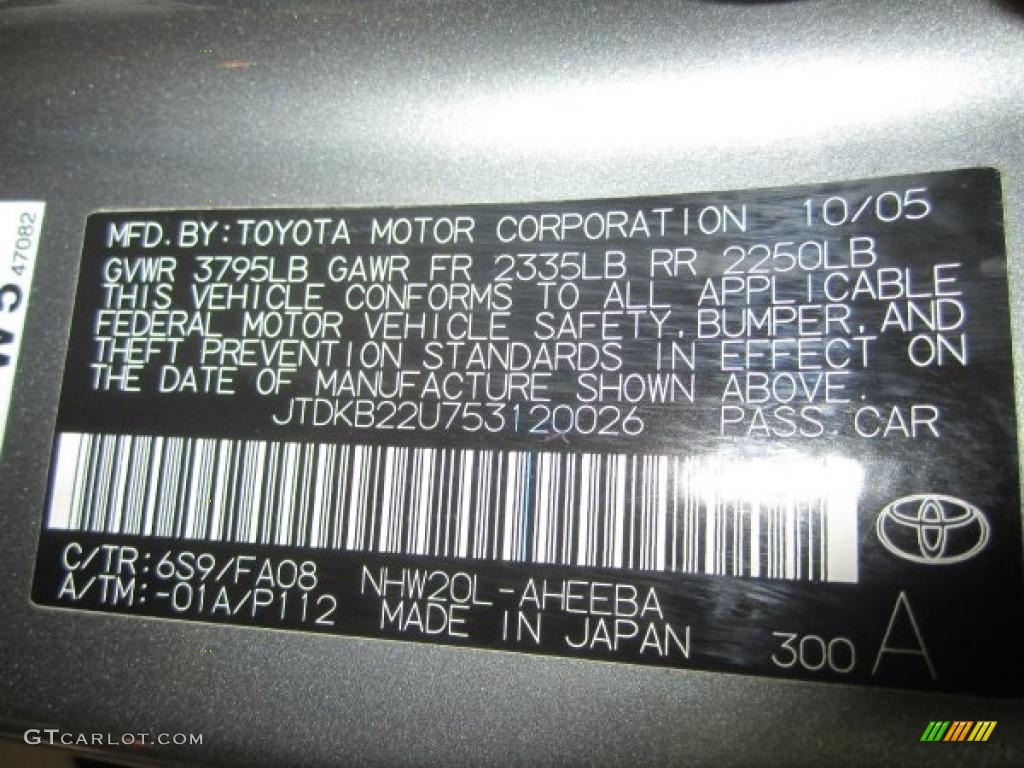 W5 47082
MFD. BY: TOYOTA MOTOR CORPORATION 10/05
GVWR 3795LB GAWR FR 2335LB RR 2250LB
THIS VEHICLE CONFORMS TO ALL APPLICABLE
FEDERAL MOTOR VEHICLE SAFETY, BUMPER, AND
THEFT PREVENTION STANDARDS IN EFFECT ON
THE DATE OF MANUFACTURE SHOWN ABOVE.
JTDKB22U753120026 PASS. CAR
C/TR: 6S9/FA08 NHW20L-AHEEBA
A/TM: -01A/P112 MADE IN JAPAN
300 A
GTCARLOT.COM